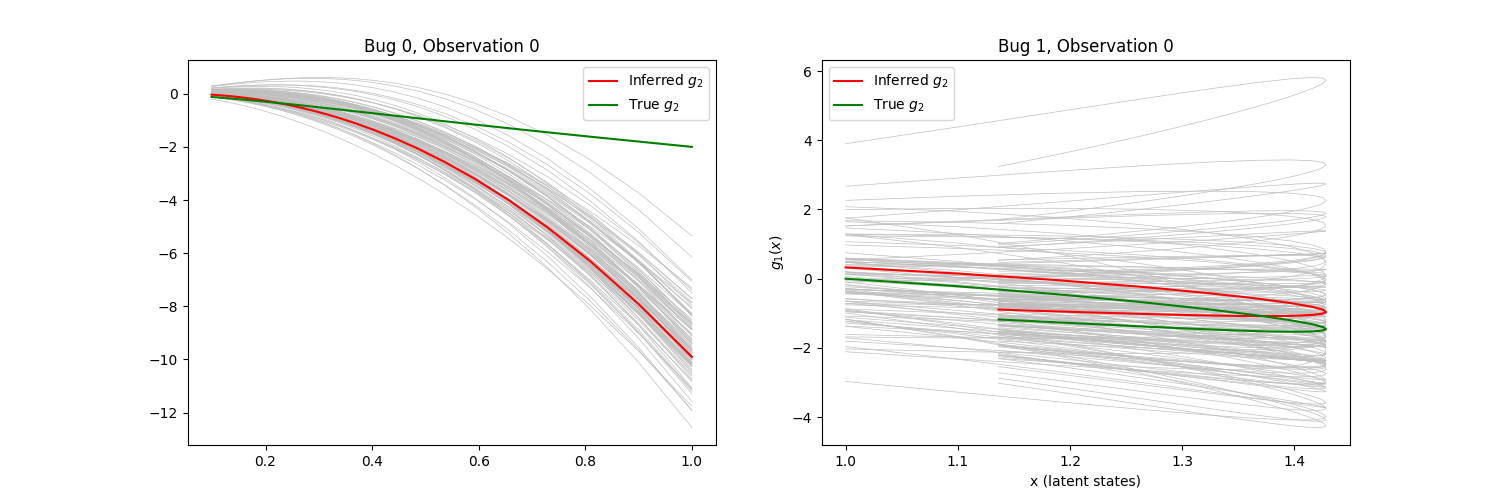 Bug 0, Observation 0
Inferred g₂
True g₂
0
−2
−4
−6
−8
−10
−12
0.2
0.4
0.6
0.8
1.0
Bug 1, Observation 0
Inferred g₂
True g₂
g₁(x)
6
4
2
0
−2
−4
1.0
1.1
1.2
1.3
1.4
x (latent states)